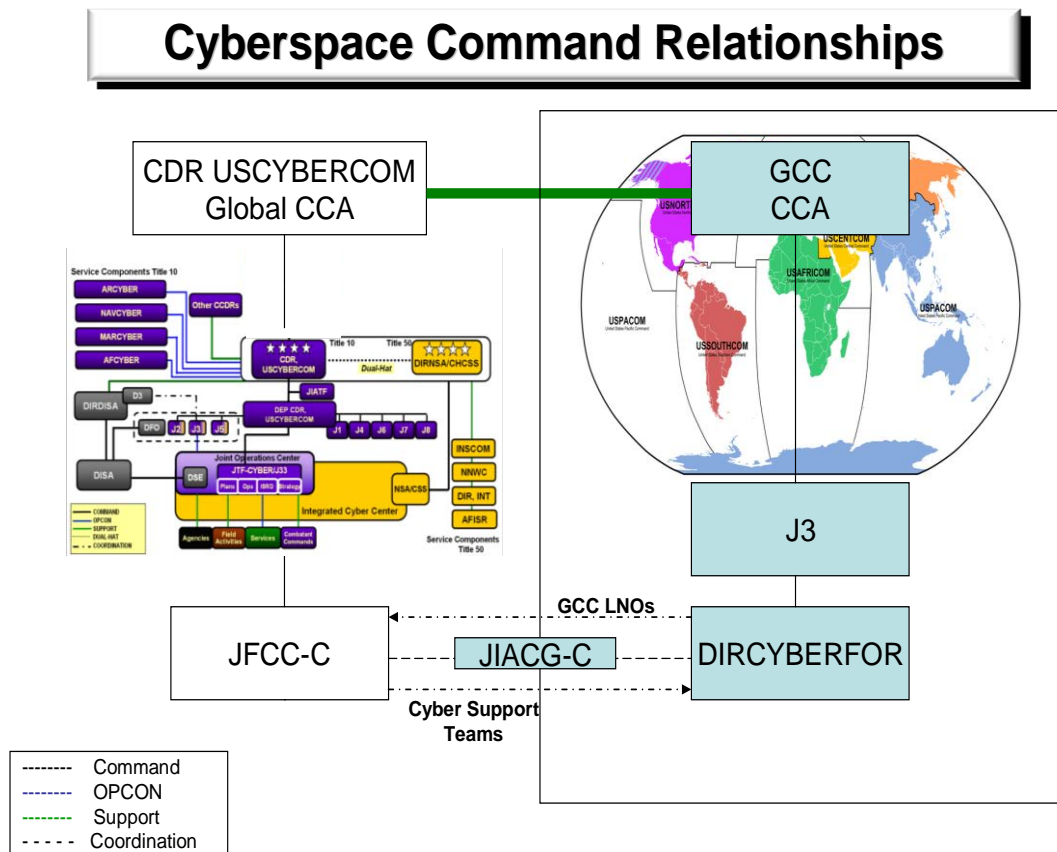 Cyberspace Command Relationships
CDR USCYBERCOM
Global CCA
GCC
CCA
USNORT
USCENTCOM
USAFRICOM
USPACOM
USPACOM
USSOUTHCOM
Service Components Title 10
ARCYBER
NAVCYBER
MARCYBER
AFCYBER
Other CCDRs
Title 10
Title 50
CDR,
USCYBERCOM
Dual-Hat
DIRNSA/CHCSS
JIATF
D3
DIRDISA
DEP CDR,
USCYBERCOM
DFO
J2
J3
J5
J1
J4
J6
J7
J8
DISA
Joint Operations Center
DSE
JTF-CYBER/J33
Plans
Ops
Strategy
NSA/CSS
Integrated Cyber Center
INSCOM
NNWC
DIR, INT
AFISR
Agencies
Field
Activities
Services
Combatant
Commands
Service Components
Title 50
COMMAND
OPCON
SUPPORT
DUAL-HAT
COORDINATION
J3
GCC LNOs
JFCC-C
JIACG-C
DIRCYBERFOR
Cyber Support
Teams
Command
OPCON
Support
Coordination